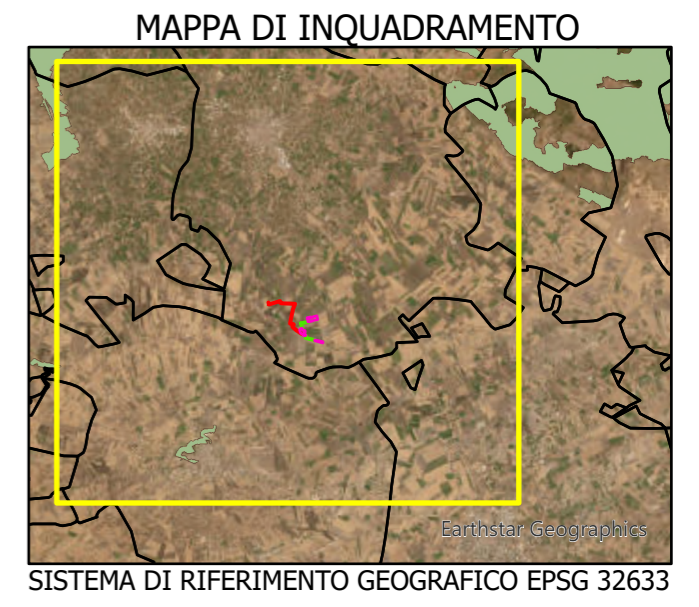 MAPPA DI INQUADRAMENTO
Earthstar Geographics
SISTEMA DI RIFERIMENTO GEOGRAFICO EPSG 32633